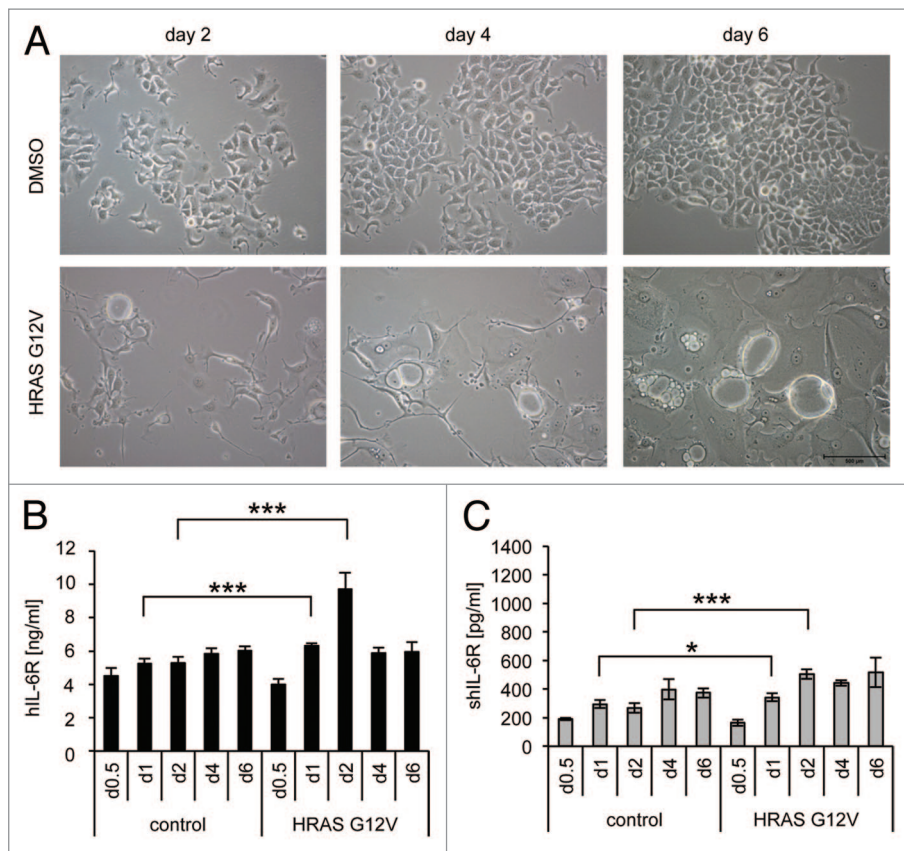 A
day 2
day 4
day 6
DMSO
HRAS G12V
B
hIL-6R [ng/ml]
12
10
8
6
4
2
0
***
***
d0.5 d1 d2 d4 d6 d0.5 d1 d2 d4 d6
control HRAS G12V
C
shIL-6R [pg/ml]
1400
1200
1000
800
600
400
200
0
***
*
d0.5 d1 d2 d4 d6 d0.5 d1 d2 d4 d6
control HRAS G12V